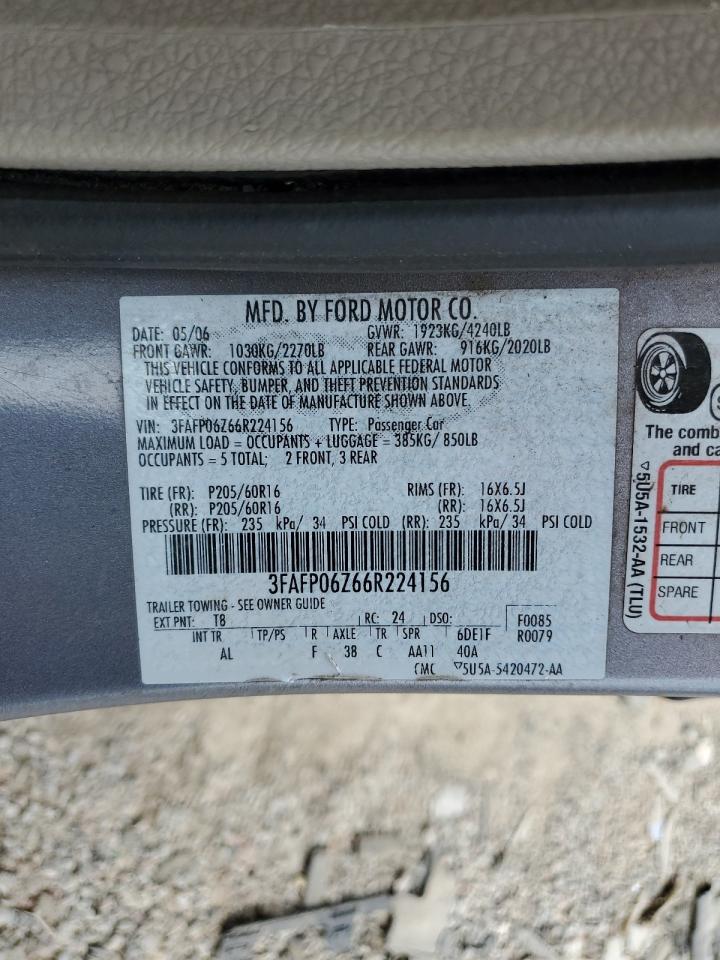 MFD. BY FORD MOTOR CO.
DATE: 05/06 GVWR: 1923KG/4240LB
FRONT GAWR: 1030KG/2270LB REAR GAWR: 916KG/2020LB
THIS VEHICLE CONFORMS TO ALL APPLICABLE FEDERAL MOTOR
VEHICLE SAFETY, BUMPER, AND THEFT PREVENTION STANDARDS
IN EFFECT ON THE DATE OF MANUFACTURE SHOWN ABOVE.
VIN: 3FAFP06Z66R224156 TYPE: Passenger Car
MAXIMUM LOAD = OCCUPANTS + LUGGAGE = 385KG/ 850LB
OCCUPANTS = 5 TOTAL; 2 FRONT, 3 REAR
TIRE (FR): P205/60R16 RIMS (FR): 16X6.5J
(RR): P205/60R16 (RR): 16X6.5J
PRESSURE (FR): 235 kPa/ 34 PSI COLD (RR): 235 kPa/ 34 PSI COLD
3FAFP06Z66R224156
TRAILER TOWING - SEE OWNER GUIDE
EXT PNT: T8 RC: 24 DSO: F0085
INT TR TP/PS R AXLE TR SPR 6DE1F R0079
AL F 38 C AA11 40A
CMC ▽5U5A-5420472-AA
The comb
and ca
TIRE
FRONT
REAR
SPARE
▽5U5A-1532-AA (TLU)